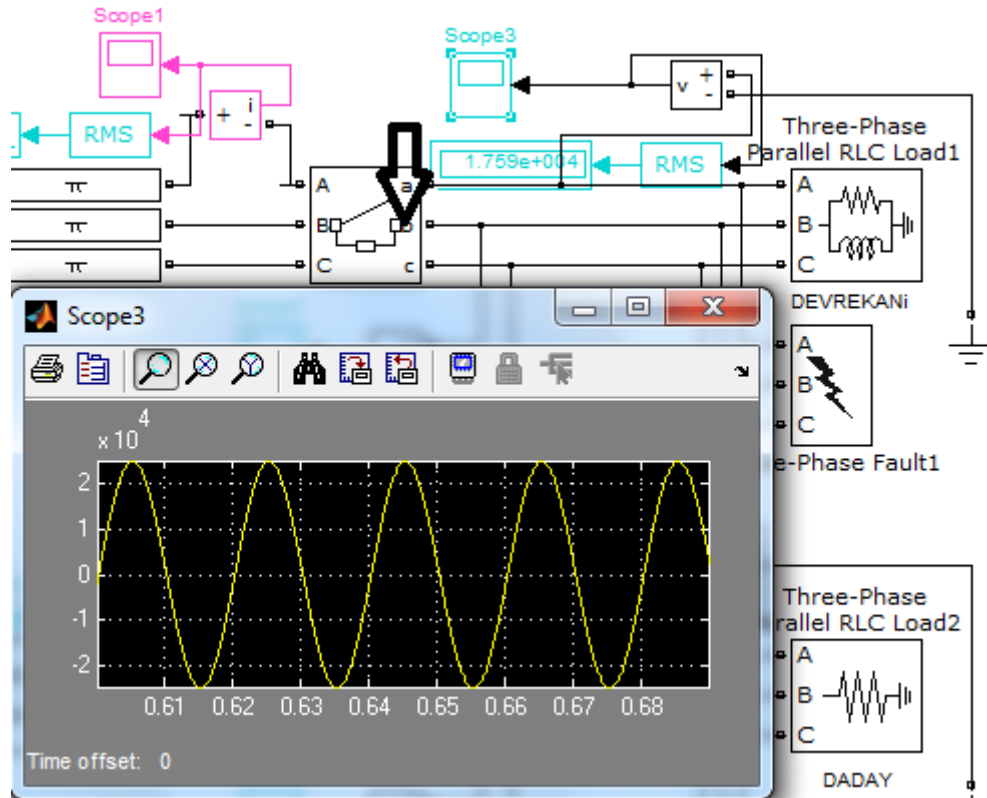 Scope1
Scope3
i
+
-
v
+
-
RMS
Three-Phase
Parallel RLC Load1
1.759e+004
RMS
π
A
a
A
π
B
B
π
C
c
C
DEVREKANi
Scope3
A
B
C
e-Phase Fault1
x 10
4
2
1
0
-1
-2
0.61
0.62
0.63
0.64
0.65
0.66
0.67
0.68
Time offset: 0
Three-Phase
rallel RLC Load2
A
B
C
DADAY